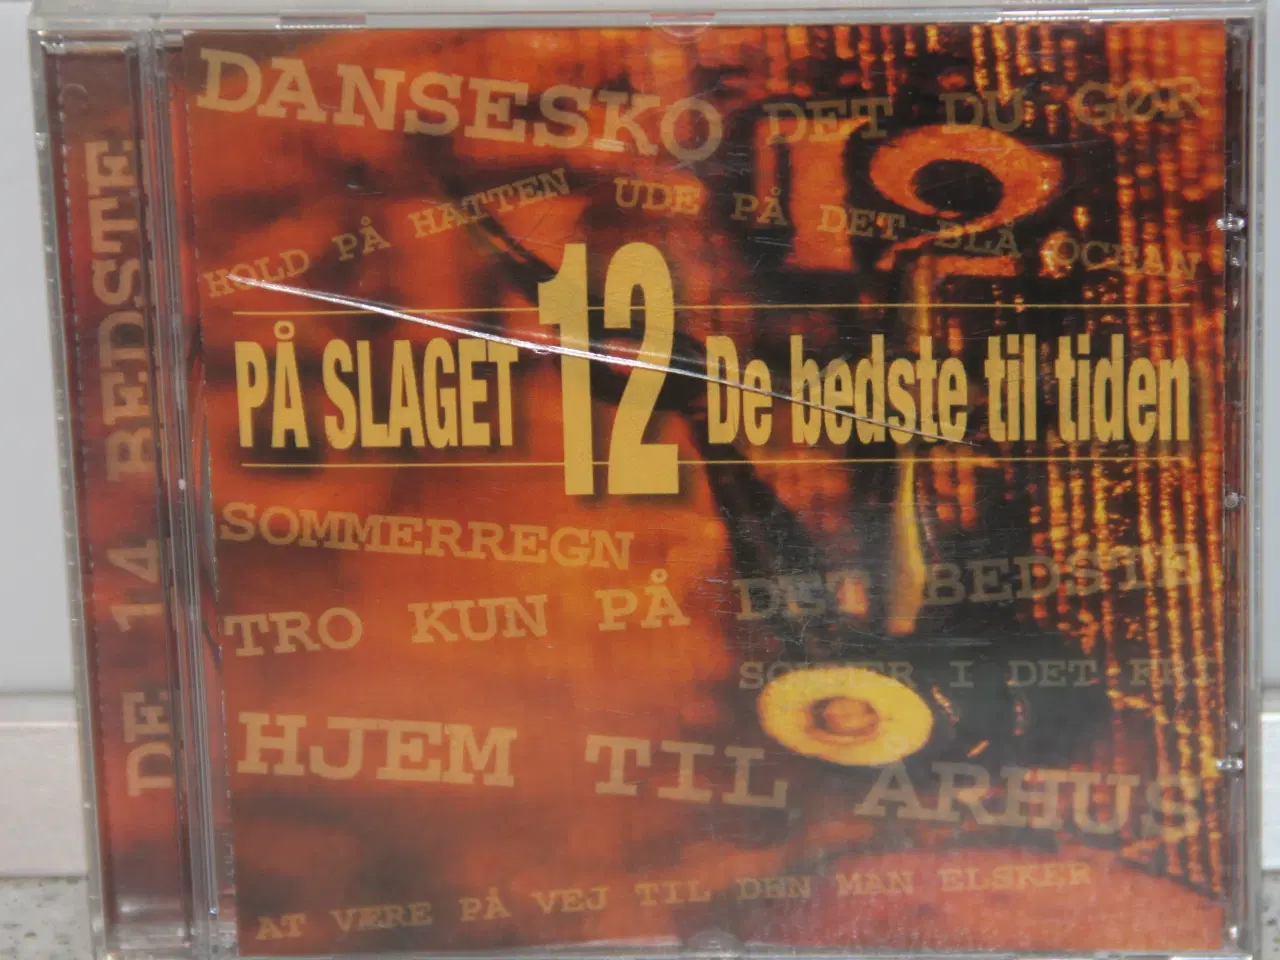 DE 14 BEDSTE
DANSESKO DET DU GØR
12
HOLD PÅ HATTEN UDE PÅ DET BLÅ OCEAN
PÅ SLAGET 12 De bedste til tiden
SOMMERREGN
TRO KUN PÅ DET BEDSTE
SOMMER I DET FRI
HJEM TIL ÅRHUS
AT VÆRE PÅ VEJ TIL DEN MAN ELSKER